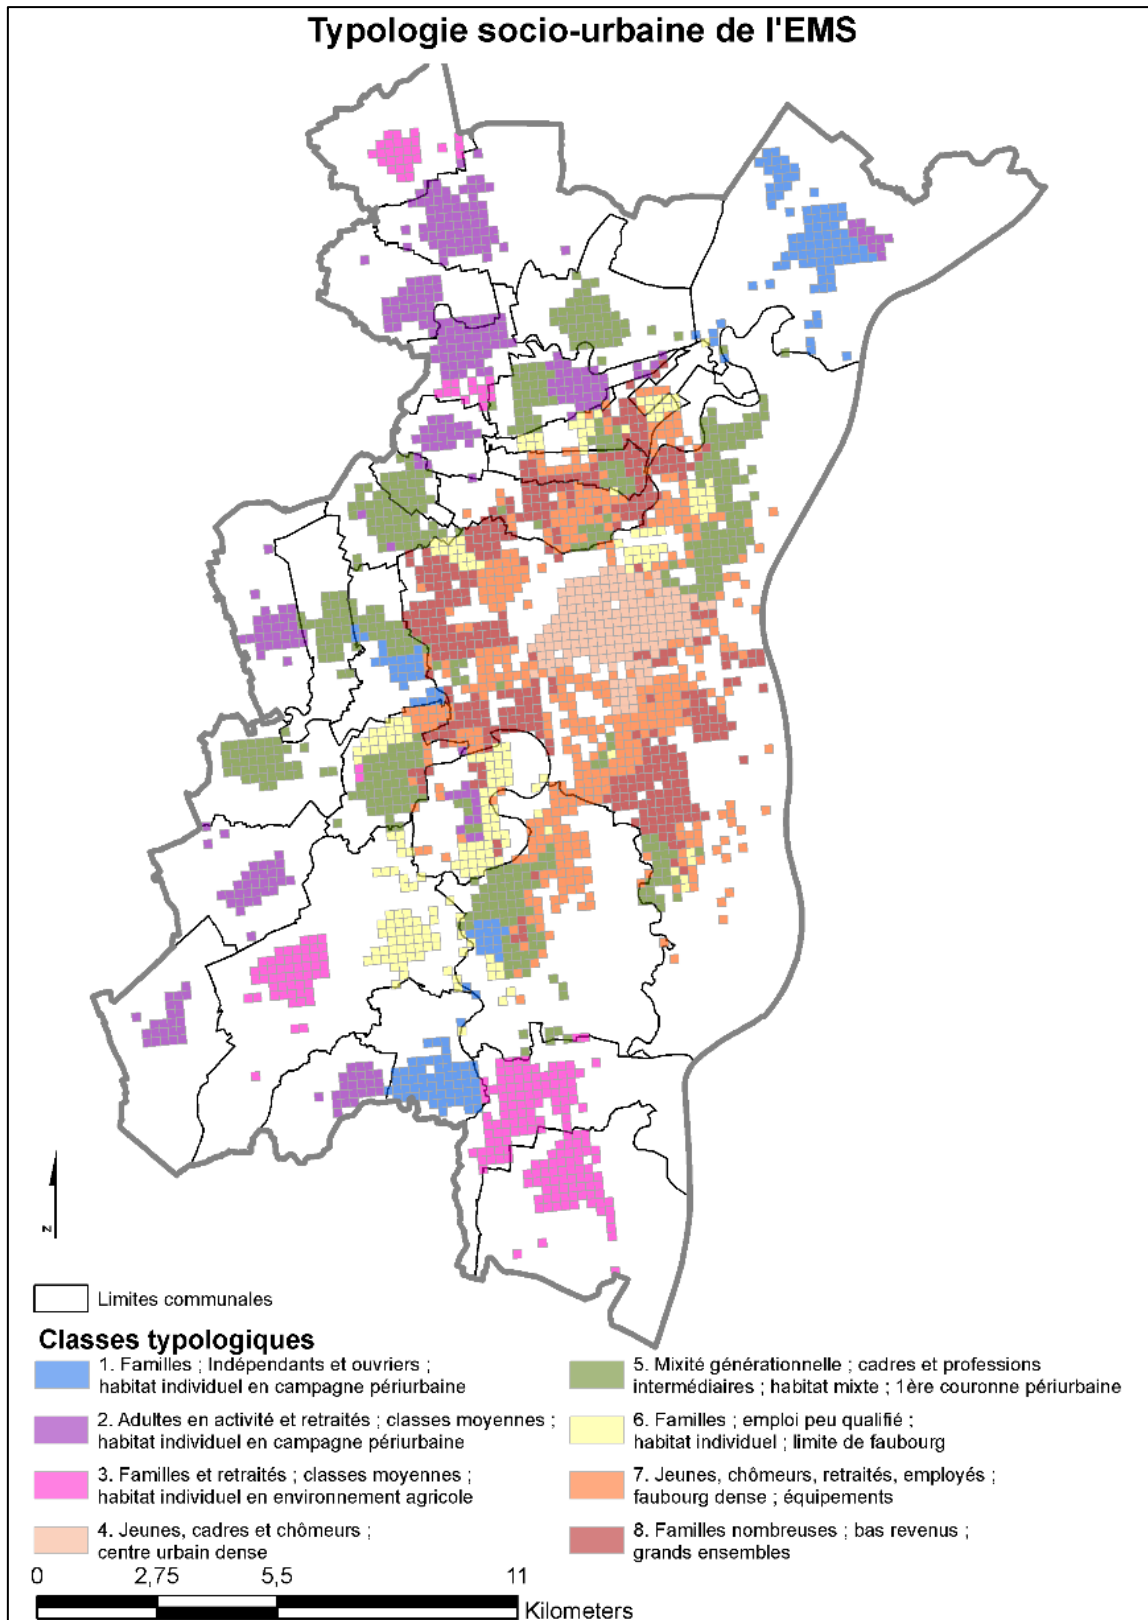 Typologie socio-urbaine de l'EMS
z
Limites communales
Classes typologiques
1. Familles ; Indépendants et ouvriers ;
habitat individuel en campagne périurbaine
2. Adultes en activité et retraités ; classes moyennes ;
habitat individuel en campagne périurbaine
3. Familles et retraités ; classes moyennes ;
habitat individuel en environnement agricole
4. Jeunes, cadres et chômeurs ;
centre urbain dense
5. Mixité générationnelle ; cadres et professions
intermédiaires ; habitat mixte ; 1ère couronne périurbaine
6. Familles ; emploi peu qualifié ;
habitat individuel ; limite de faubourg
7. Jeunes, chômeurs, retraités, employés ;
faubourg dense ; équipements
8. Familles nombreuses ; bas revenus ;
grands ensembles
0 2,75 5,5 11
Kilometers